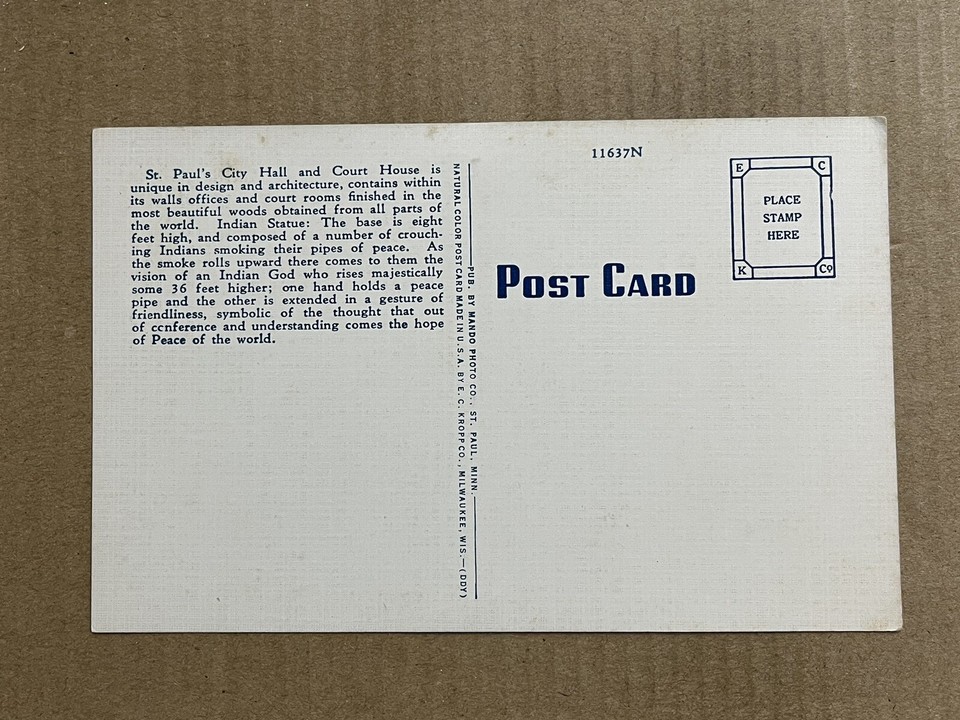 St. Paul's City Hall and Court House is
unique in design and architecture, contains within
its walls offices and court rooms finished in the
most beautiful woods obtained from all parts of
the world. Indian Statue: The base is eight
feet high, and composed of a number of crouch-
ing Indians smoking their pipes of peace. As
the smoke rolls upward there comes to them the
vision of an Indian God who rises majestically
some 36 feet higher; one hand holds a peace
pipe and the other is extended in a gesture of
friendliness, symbolic of the thought that out
of ccnference and understanding comes the hope
of Peace of the world.
NATURAL COLOR POST CARD MADE IN U.S.A. BY E. C. KROPP CO., MILWAUKEE, WIS.—(DDY)
PUB. BY MANDO PHOTO CO., ST. PAUL, MINN.
11637N
POST CARD
E C
PLACE
STAMP
HERE
K Co